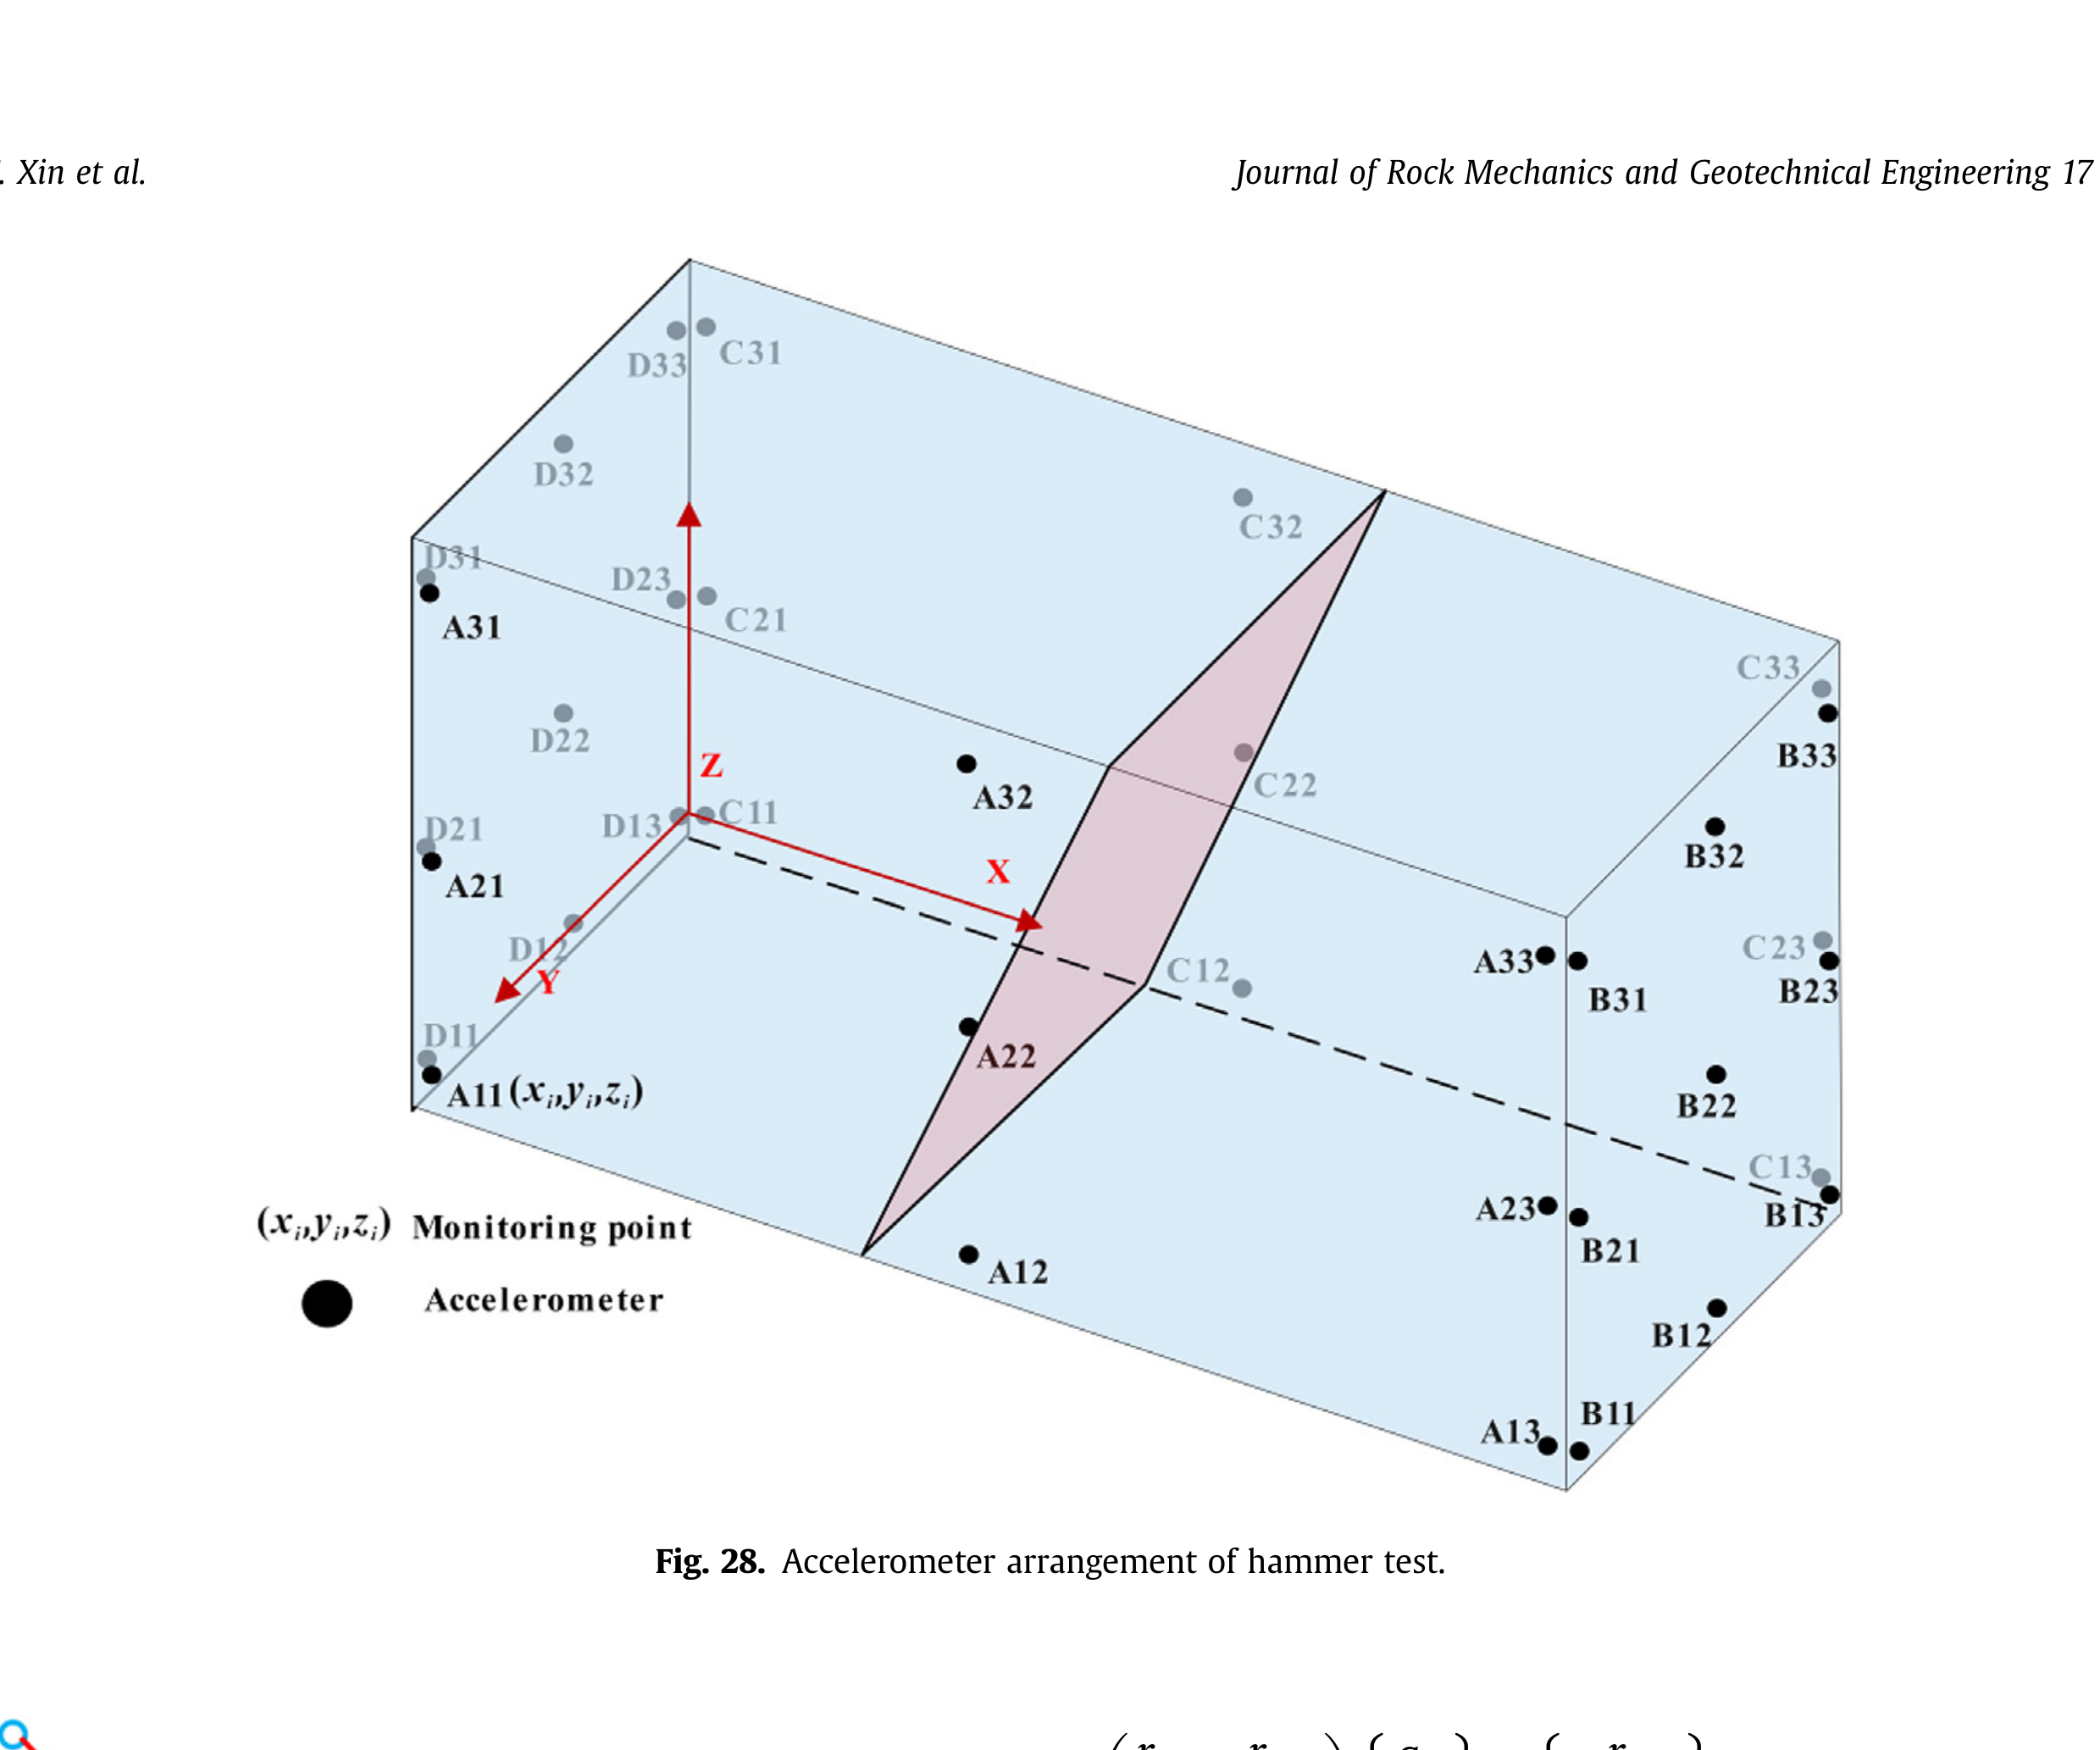 . Xin et al.
Journal of Rock Mechanics and Geotechnical Engineering 17
D33 C31
D32
C32
D31
D23
C21
A31
C33
D22
Z
B33
A32
C22
D13 C11
D21
B32
X
A21
D12
Y
C12
A33
C23
B23
B31
D11
A22
A11(xi,yi,zi)
B22
C13
A23
B13
(xi,yi,zi) Monitoring point
B21
A12
Accelerometer
B12
B11
A13
Fig. 28. Accelerometer arrangement of hammer test.